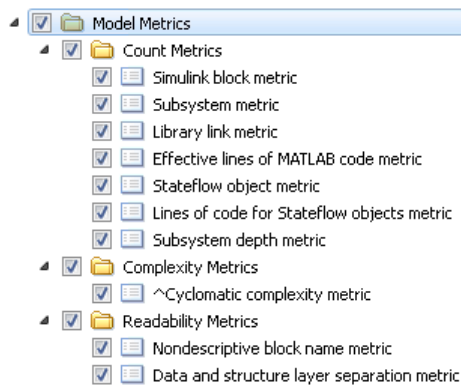 Model Metrics
Count Metrics
Simulink block metric
Subsystem metric
Library link metric
Effective lines of MATLAB code metric
Stateflow object metric
Lines of code for Stateflow objects metric
Subsystem depth metric
Complexity Metrics
^Cyclomatic complexity metric
Readability Metrics
Nondescriptive block name metric
Data and structure layer separation metric